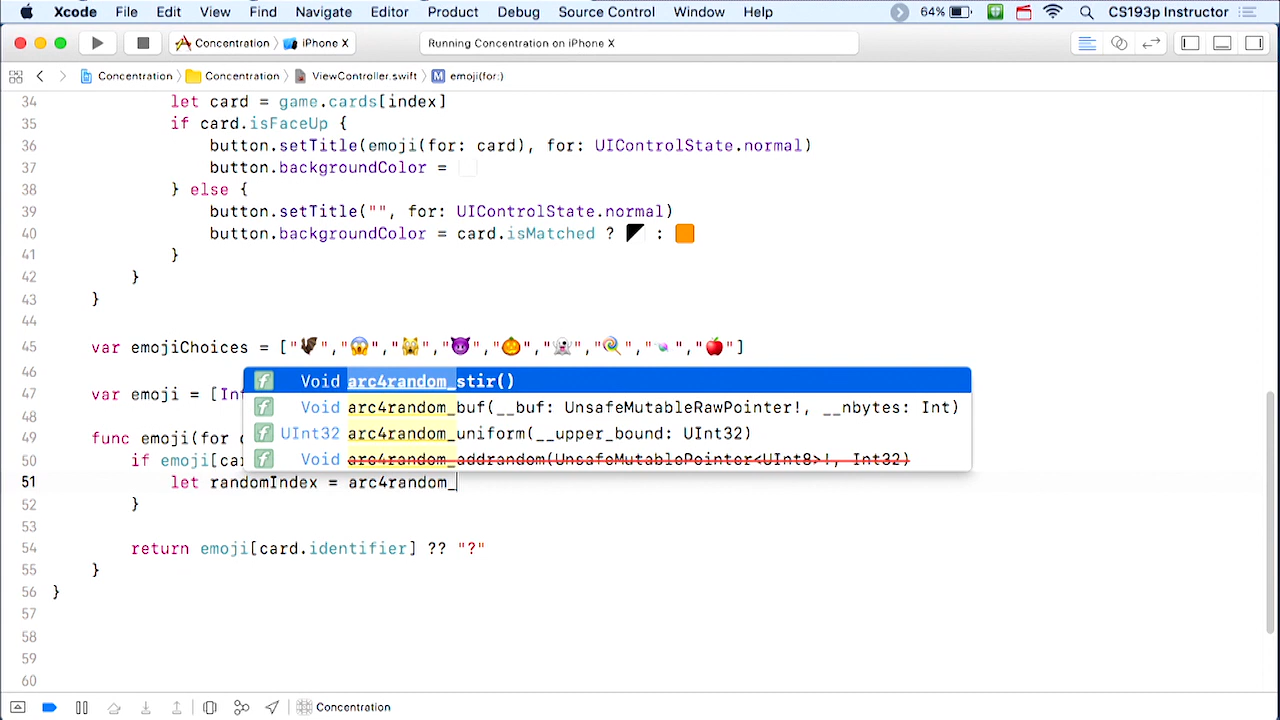 Xcode File Edit View Find Navigate Editor Product Debug Source Control Window Help 64% CS193p Instructor
Concentration iPhone X Running Concentration on iPhone X
Concentration Concentration ViewController.swift M emoji(for:)
34 let card = game.cards[index]
35 if card.isFaceUp {
36 button.setTitle(emoji(for: card), for: UIControlState.normal)
37 button.backgroundColor =
38 } else {
39 button.setTitle("", for: UIControlState.normal)
40 button.backgroundColor = card.isMatched ? :
41 }
42 }
43 }
44
45 var emojiChoices = ["🦇","😱","🙀","😈","🎃","👻","🍭","🍬","🍎"]
46
f Void arc4random_stir()
47 var emoji = [In
f Void arc4random_buf(__buf: UnsafeMutableRawPointer!, __nbytes: Int)
48
f UInt32 arc4random_uniform(__upper_bound: UInt32)
49 func emoji(for c
f Void arc4random_addrandom(UnsafeMutablePointer<UInt8>!, Int32)
50 if emoji[ca
51 let randomIndex = arc4random_
52 }
53
54 return emoji[card.identifier] ?? "?"
55 }
56 }
57
58
59
60
Concentration